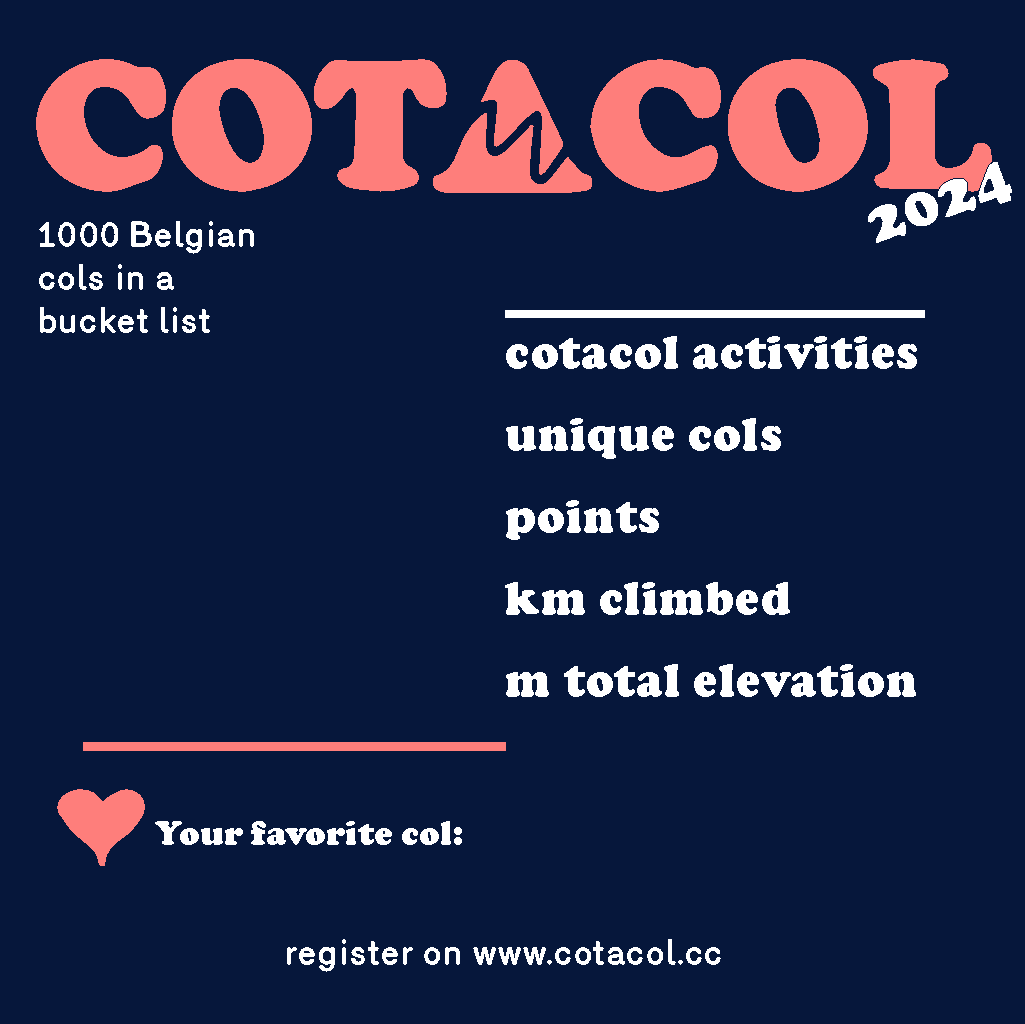 COTACOL
2024
1000 Belgian
cols in a
bucket list
cotacol activities
unique cols
points
km climbed
m total elevation
Your favorite col:
register on www.cotacol.cc